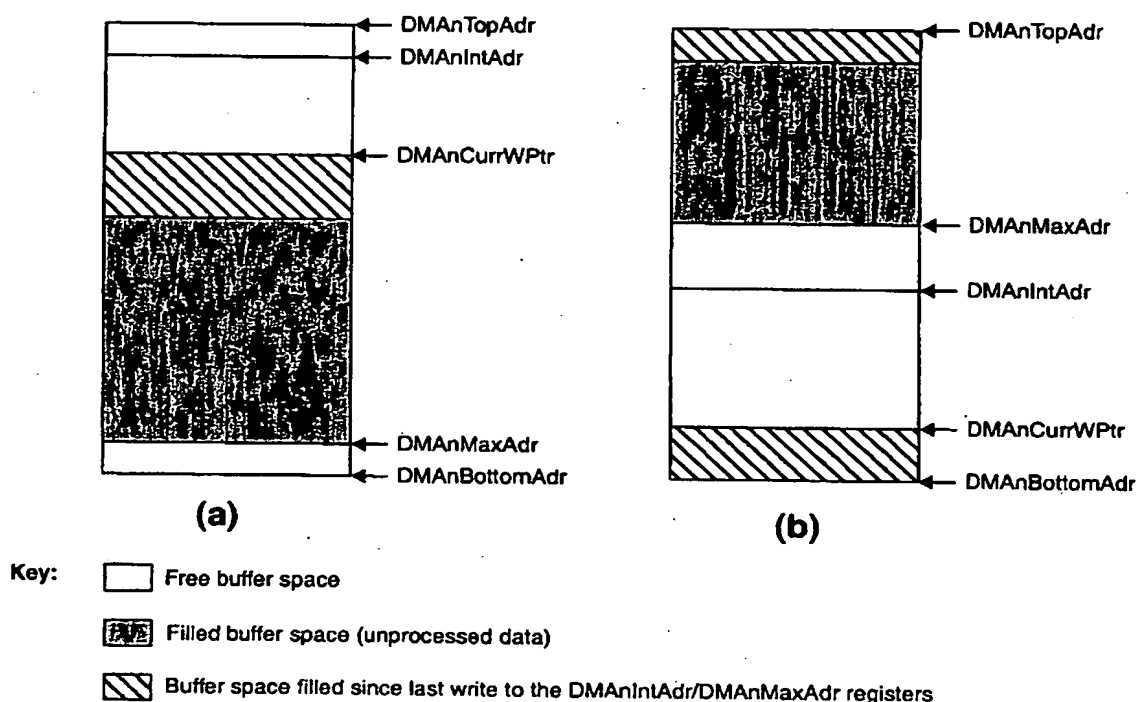 DMAnTopAdr
DMAnIntAdr
DMAnCurrWPtr
DMAnMaxAdr
DMAnBottomAdr
(a)
DMAnTopAdr
DMAnMaxAdr
DMAnIntAdr
DMAnCurrWPtr
DMAnBottomAdr
(b)
Key:
Free buffer space
Filled buffer space (unprocessed data)
Buffer space filled since last write to the DMAnIntAdr/DMAnMaxAdr registers